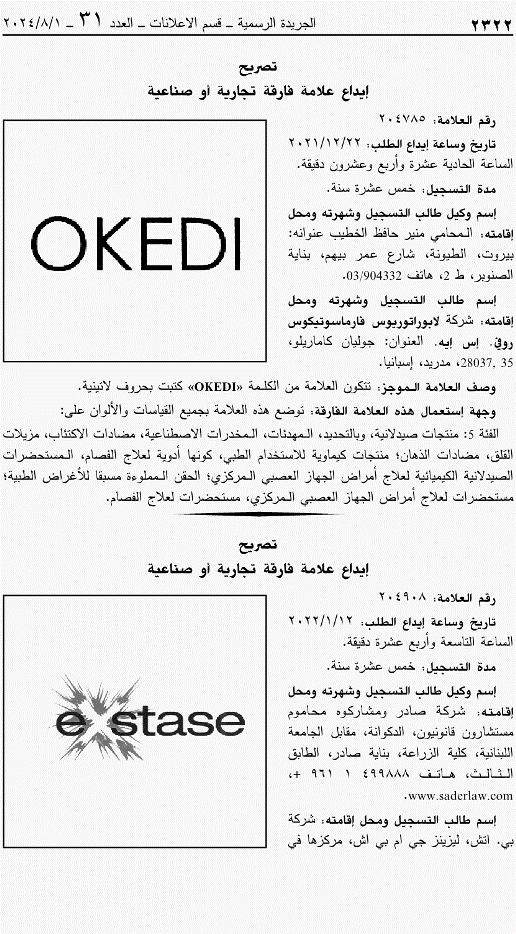 ٢٣٢٢
الجريدة الرسمية ــ قسم الاعلانات ــ العدد ٣١ ــ ٢٠٢٤/٨/١
تصريح
إيداع علامة فارقة تجارية أو صناعية
رقم العلامة: ٢٠٤٧٨٥
تاريخ وساعة إيداع الطلب: ٢٠٢١/١٢/٢٢
الساعة الحادية عشرة وأربع وعشرون دقيقة.
مدة التسجيل: خمس عشرة سنة.
إسم وكيل طالب التسجيل وشهرته ومحل
إقامته: المحامي منير حافظ الخطيب عنوانه:
بيروت، الطيونة، شارع عمر بيهم، بناية
الصنوبر، ط 2، هاتف 03/904332.
إسم طالب التسجيل وشهرته ومحل
إقامته: شركة لابوراتوريوس فارماسوتيكوس
روفي. إس إيه. العنوان: جوليان كاماريلو،
35 ,28037، مدريد، إسبانيا.
OKEDI
وصف العلامة الموجز: تتكون العلامة من الكلمة «OKEDI» كتبت بحروف لاتينية.
وجهة إستعمال هذه العلامة الفارقة: توضع هذه العلامة بجميع القياسات والألوان على:
الفئة 5: منتجات صيدلانية، وبالتحديد، المهدئات، المخدرات الاصطناعية، مضادات الاكتئاب، مزيلات
القلق، مضادات الذهان؛ منتجات كيماوية للاستخدام الطبي، كونها أدوية لعلاج الفصام، المستحضرات
الصيدلانية الكيميائية لعلاج أمراض الجهاز العصبي المركزي؛ الحقن المملوءة مسبقا للأغراض الطبية؛
مستحضرات لعلاج أمراض الجهاز العصبي المركزي، مستحضرات لعلاج الفصام.
تصريح
إيداع علامة فارقة تجارية أو صناعية
رقم العلامة: ٢٠٤٩٠٨
تاريخ وساعة إيداع الطلب: ٢٠٢٢/١/١٢
الساعة التاسعة وأربع عشرة دقيقة.
مدة التسجيل: خمس عشرة سنة.
إسم وكيل طالب التسجيل وشهرته ومحل
إقامته: شركة صادر ومشاركوه محاموم
مستشارون قانونيون، الدكوانة، مقابل الجامعة
اللبنانية، كلية الزراعة، بناية صادر، الطابق
الثالث، هاتف ٤٩٩٨٨٨ ١ ٩٦١ +،
www.saderlaw.com.
إسم طالب التسجيل ومحل إقامته: شركة
بي. اتش، ليزينز جي ام بي اش، مركزها في
exstase